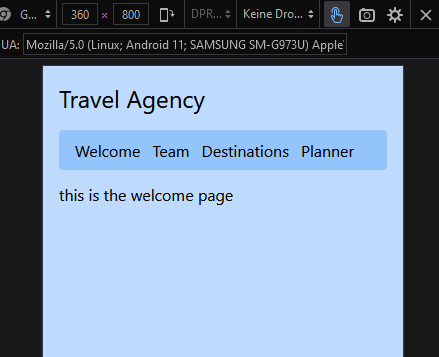 G... 360 × 800 DPR... Keine Dro...
UA: Mozilla/5.0 (Linux; Android 11; SAMSUNG SM-G973U) Apple
Travel Agency
Welcome Team Destinations Planner
this is the welcome page